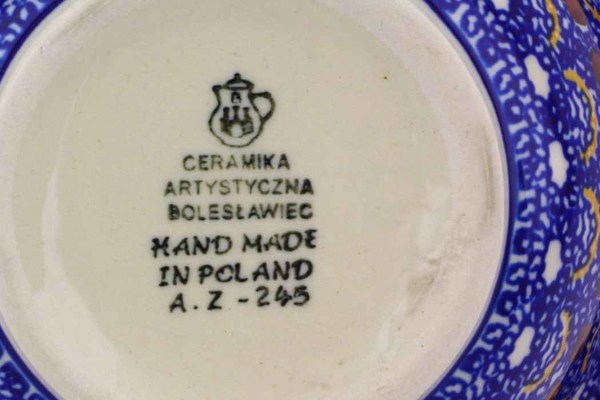 CERAMIKA
ARTYSTYCZNA
BOLESŁAWIEC
HAND MADE
IN POLAND
A.Z-245